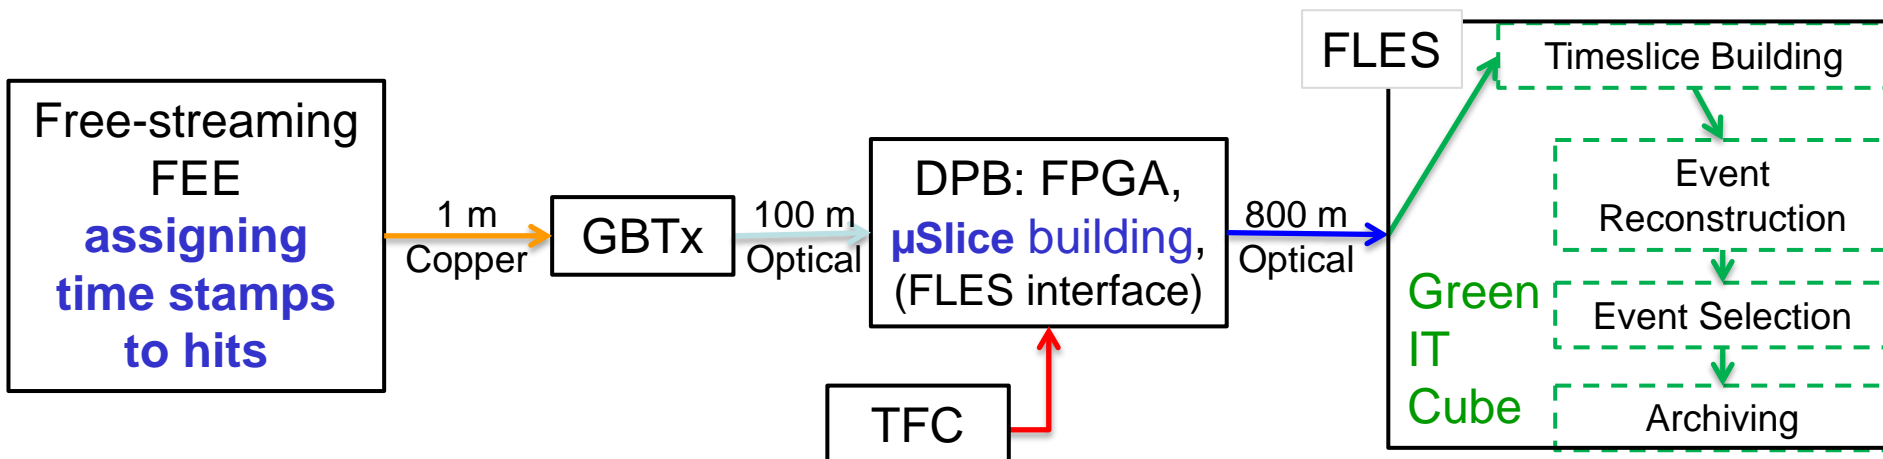 Free-streaming
FEE
assigning
time stamps
to hits
1 m
Copper
GBTx
100 m
Optical
DPB: FPGA,
µSlice building,
(FLES interface)
TFC
800 m
Optical
FLES
Timeslice Building
Event
Reconstruction
Event Selection
Archiving
Green
IT
Cube